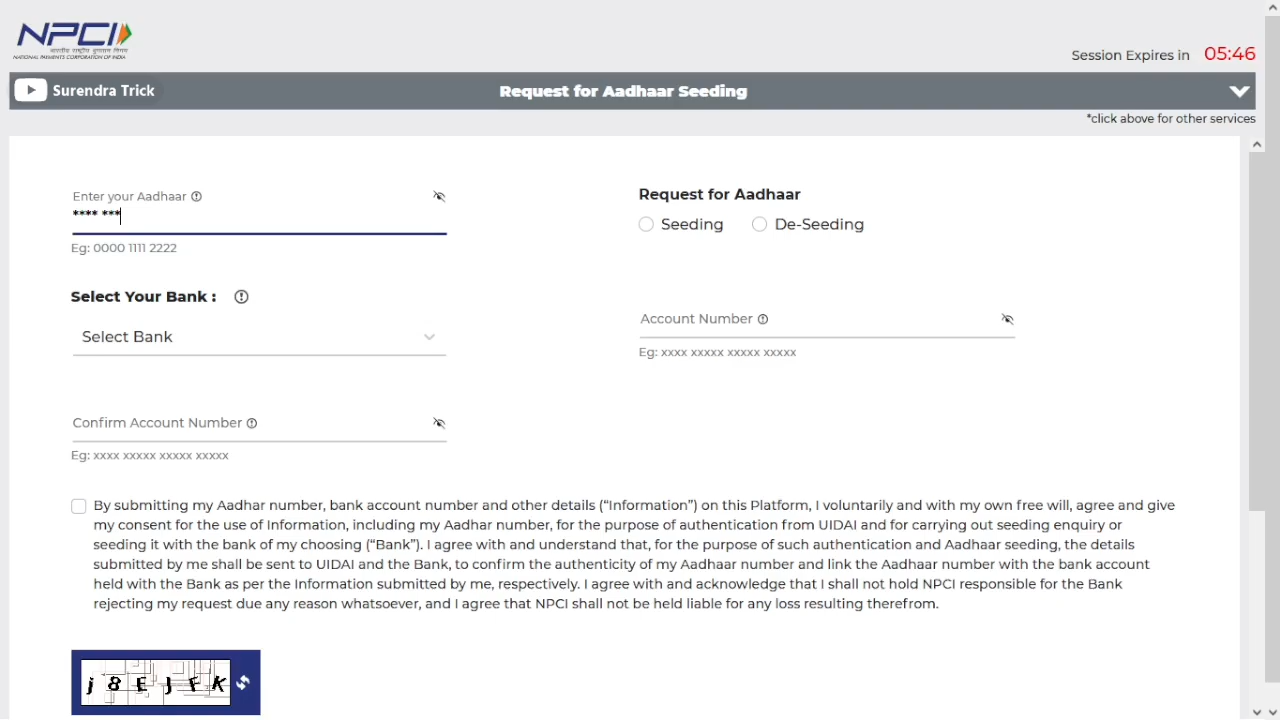 NPCI
भारतीय राष्ट्रीय भुगतान निगम
NATIONAL PAYMENTS CORPORATION OF INDIA
Session Expires in 05:46
Surendra Trick
Request for Aadhaar Seeding
*click above for other services
Enter your Aadhaar
**** ***
Eg: 0000 1111 2222
Request for Aadhaar
Seeding De-Seeding
Select Your Bank :
Select Bank
Account Number
Eg: xxxx xxxxx xxxxx xxxxx
Confirm Account Number
Eg: xxxx xxxxx xxxxx xxxxx
By submitting my Aadhar number, bank account number and other details (“Information”) on this Platform, I voluntarily and with my own free will, agree and give
my consent for the use of Information, including my Aadhar number, for the purpose of authentication from UIDAI and for carrying out seeding enquiry or
seeding it with the bank of my choosing (“Bank”). I agree with and understand that, for the purpose of such authentication and Aadhaar seeding, the details
submitted by me shall be sent to UIDAI and the Bank, to confirm the authenticity of my Aadhaar number and link the Aadhaar number with the bank account
held with the Bank as per the Information submitted by me, respectively. I agree with and acknowledge that I shall not hold NPCI responsible for the Bank
rejecting my request due any reason whatsoever, and I agree that NPCI shall not be held liable for any loss resulting therefrom.
j 8 E J F K